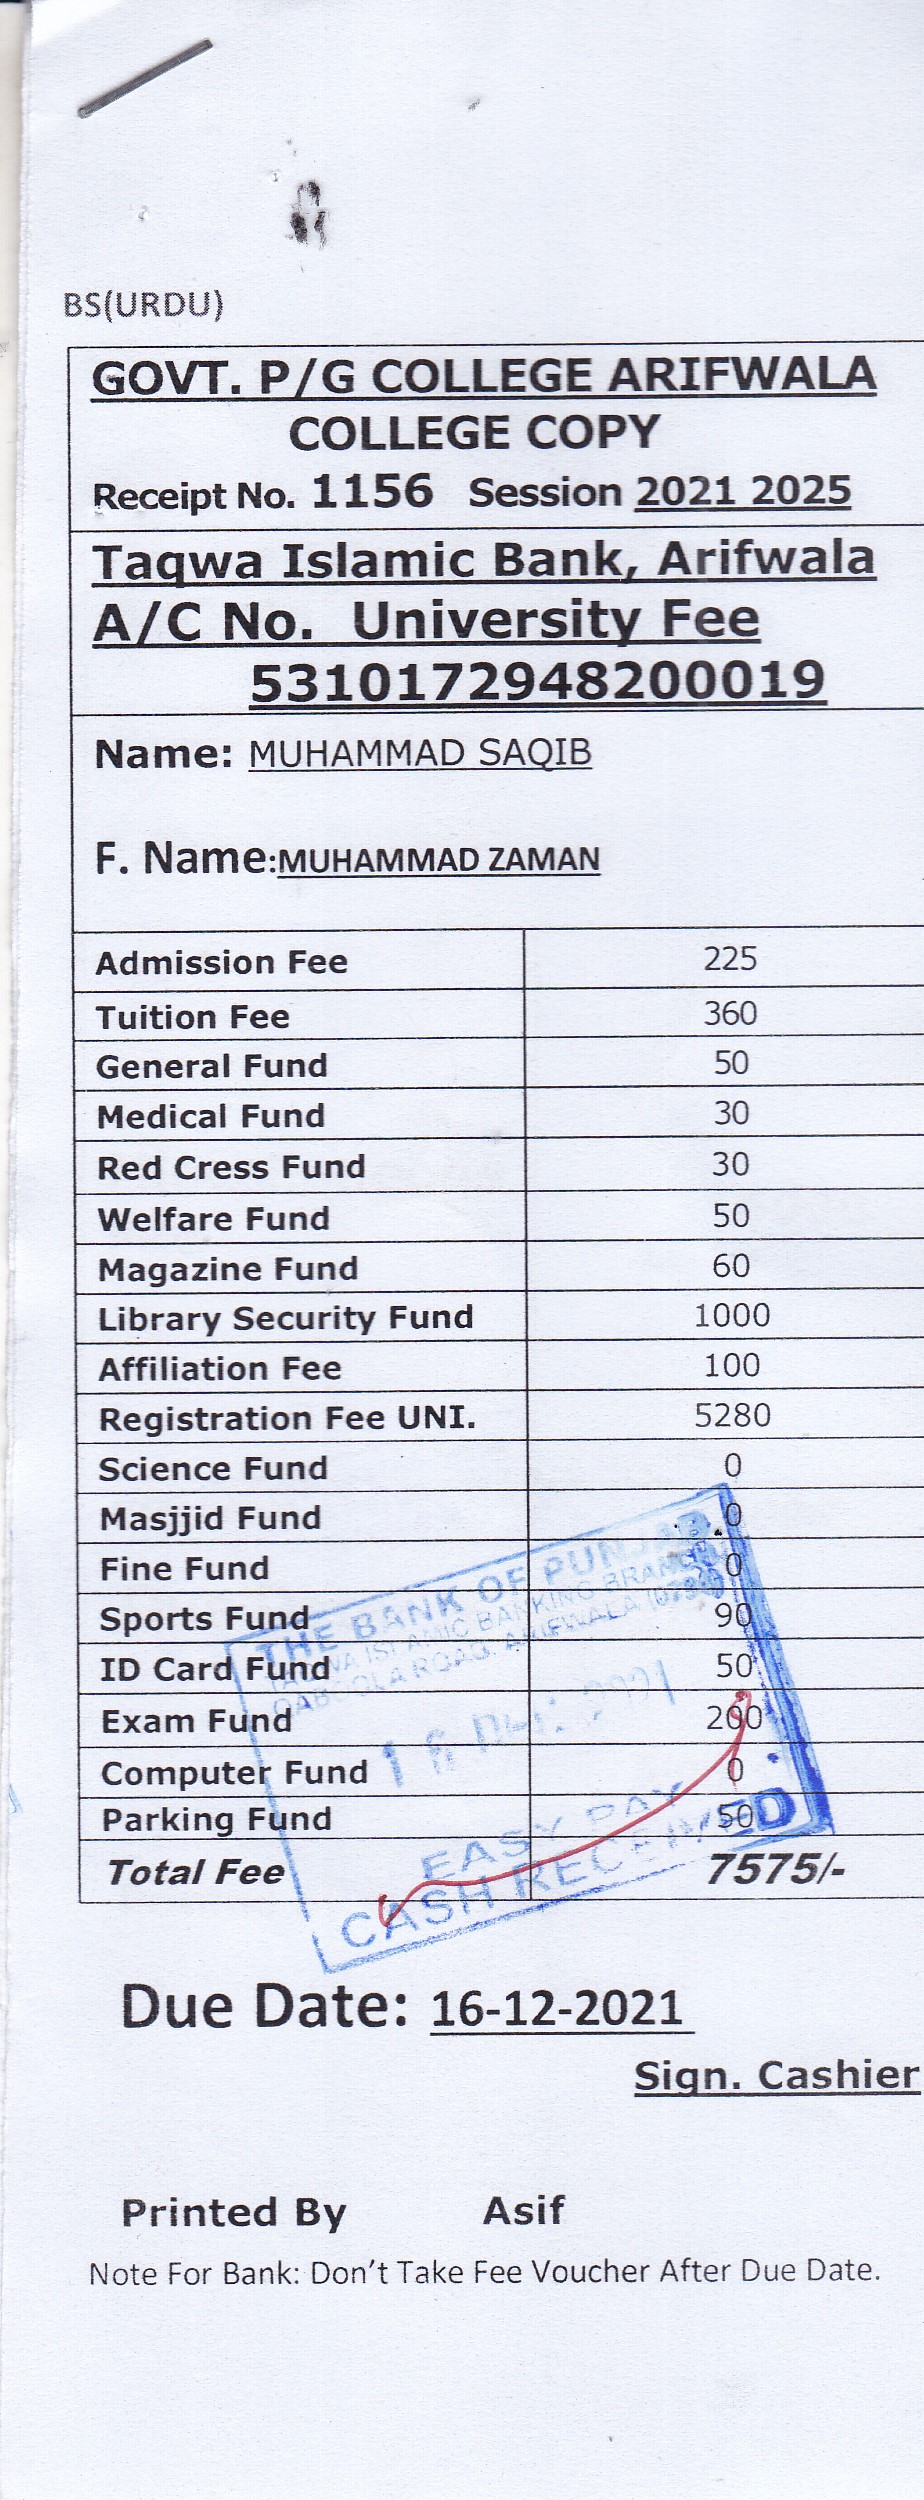 BS(URDU)
GOVT. P/G COLLEGE ARIFWALA
COLLEGE COPY
Receipt No. 1156 Session 2021 2025
Taqwa Islamic Bank, Arifwala
A/C No. University Fee
5310172948200019
Name: MUHAMMAD SAQIB
F. Name:MUHAMMAD ZAMAN
Admission Fee 225
Tuition Fee 360
General Fund 50
Medical Fund 30
Red Cress Fund 30
Welfare Fund 50
Magazine Fund 60
Library Security Fund 1000
Affiliation Fee 100
Registration Fee UNI. 5280
Science Fund 0
Masjjid Fund 0
Fine Fund 0
Sports Fund 90
ID Card Fund 50
Exam Fund 200
Computer Fund 0
Parking Fund 50
Total Fee 7575/-
THE BANK OF PUNJAB
TAQWA ISLAMIC BANKING BRANCH
ROAD, ARIFWALA
EASY PAY
CASH RECEIVED
Due Date: 16-12-2021
Sign. Cashier
Printed By Asif
Note For Bank: Don't Take Fee Voucher After Due Date.